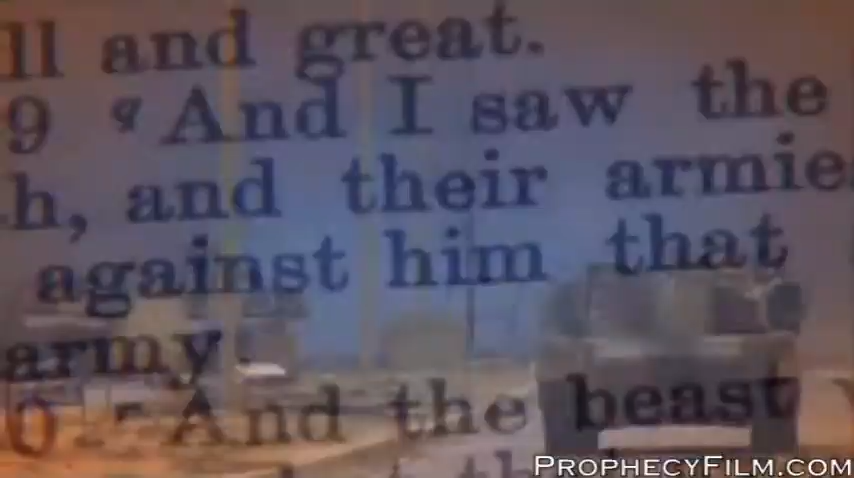 ll and great.
9 q And I saw the
h, and their armie
against him that
army.
0 r And the beast
PROPHECYFILM.COM